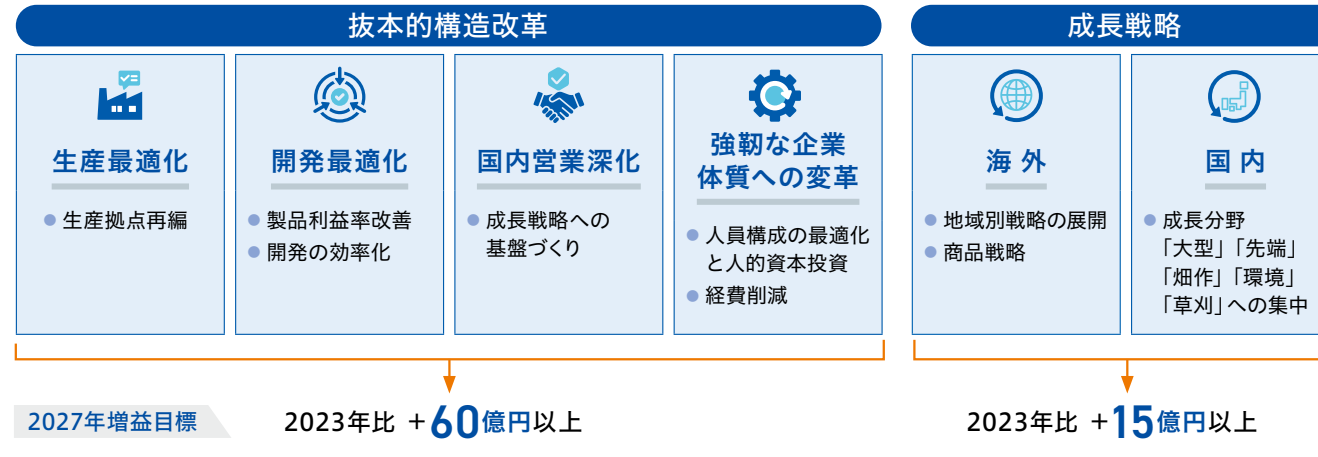 抜本的構造改革
生産最適化
● 生産拠点再編
開発最適化
● 製品利益率改善
● 開発の効率化
国内営業深化
● 成長戦略への
基盤づくり
強靭な企業
体質への変革
● 人員構成の最適化
と人的資本投資
● 経費削減
成長戦略
海 外
● 地域別戦略の展開
● 商品戦略
国 内
● 成長分野
「大型」「先端」
「畑作」「環境」
「草刈」への集中
2027年増益目標
2023年比 +60億円以上
2023年比 +15億円以上